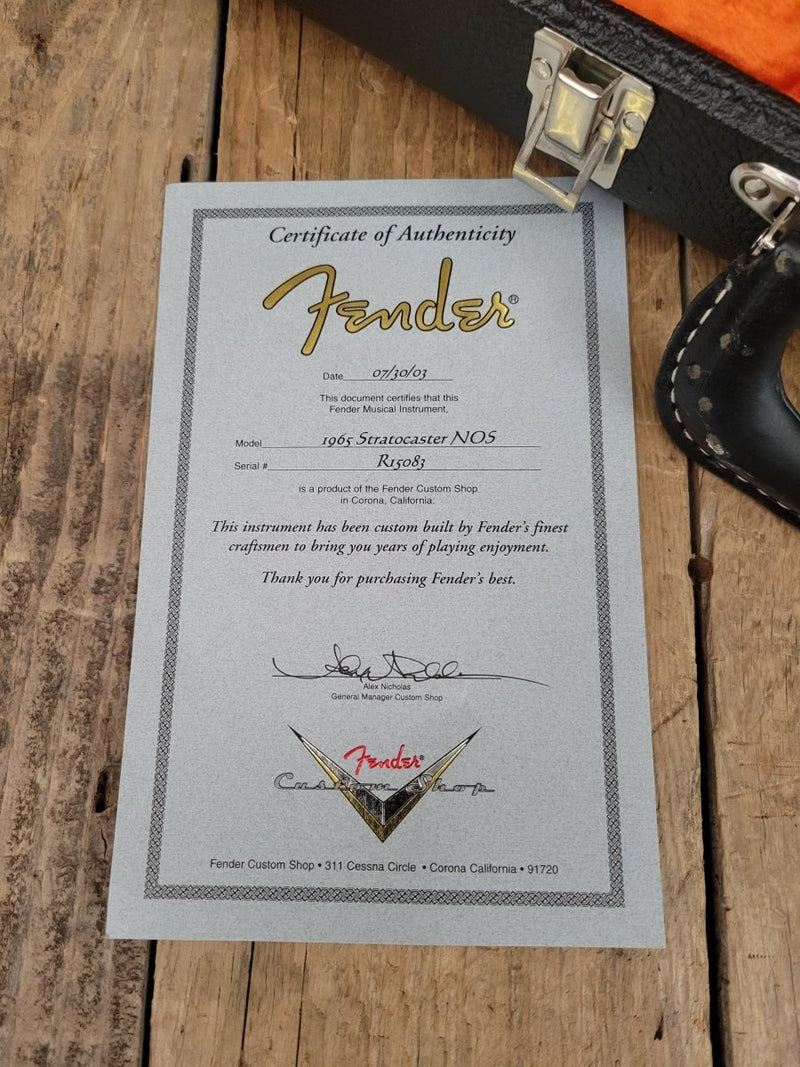 Certificate of Authenticity
Fender®
Date 07/30/03
This document certifies that this
Fender Musical Instrument,
Model 1965 Stratocaster NOS
Serial # R15083
is a product of the Fender Custom Shop
in Corona, California.
This instrument has been custom built by Fender's finest
craftsmen to bring you years of playing enjoyment.
Thank you for purchasing Fender's best.
Alex Nicholas
General Manager Custom Shop
Fender®
Custom Shop
Fender Custom Shop • 311 Cessna Circle • Corona California • 91720